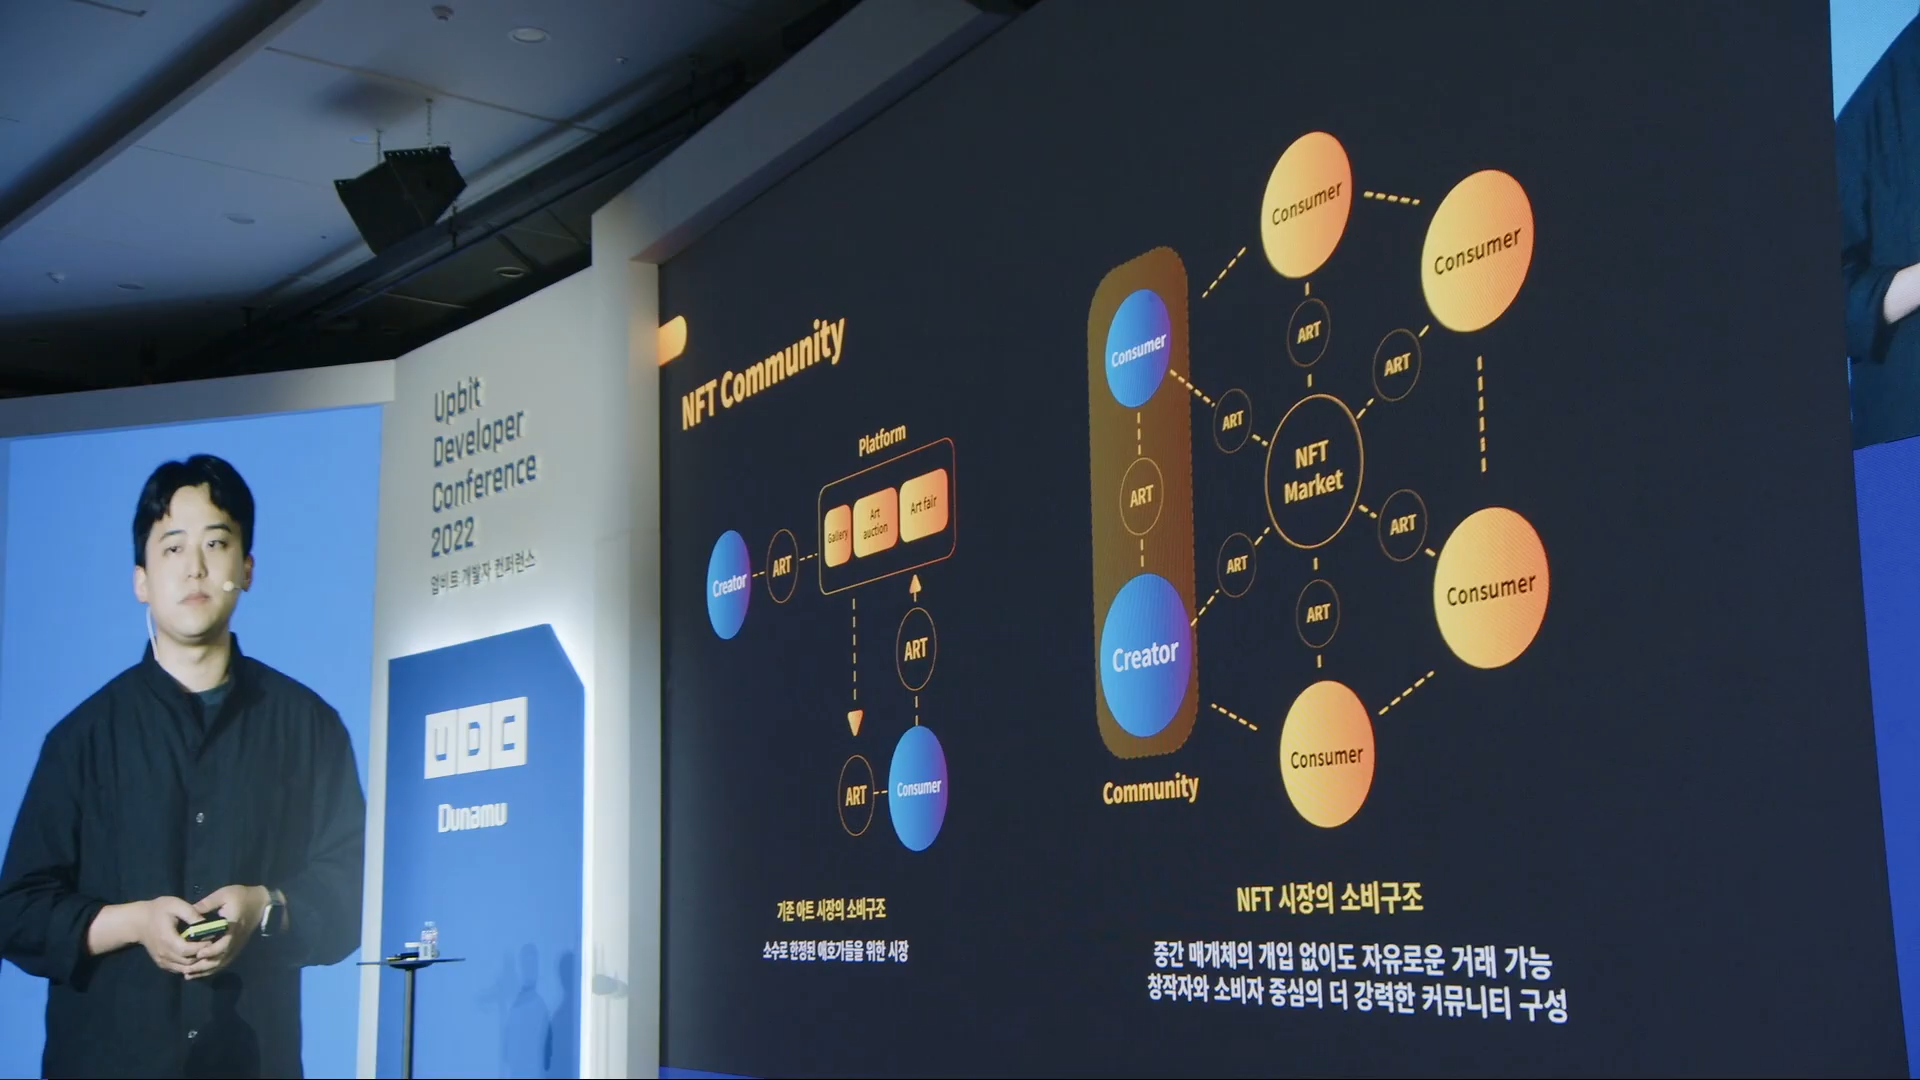 Upbit
Developer
Conference
2022
업비트 개발자 컨퍼런스
UDC
Dunamu
NFT Community
Platform
Gallery
Art
auction
Art fair
Creator
ART
ART
ART
Consumer
기존 아트 시장의 소비구조
소수로 한정된 애호가들을 위한 시장
Consumer
Consumer
Consumer
ART
ART
ART
ART
NFT
Market
ART
ART
ART
Consumer
Creator
Consumer
Community
NFT 시장의 소비구조
중간 매개체의 개입 없이도 자유로운 거래 가능
창작자와 소비자 중심의 더 강력한 커뮤니티 구성